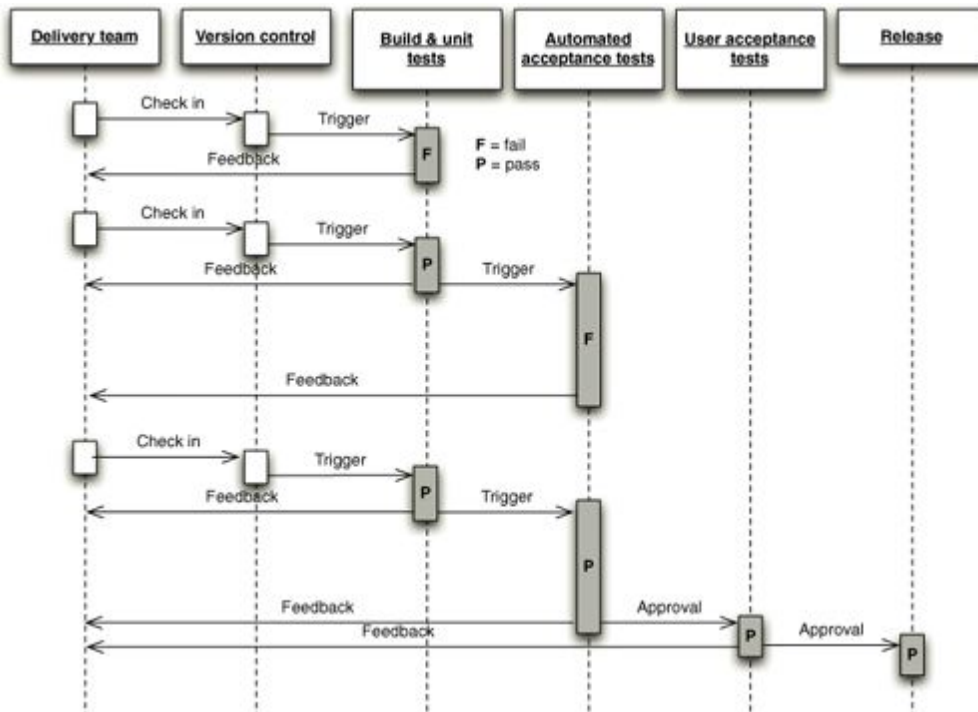 Delivery team
Version control
Build & unit
tests
Automated
acceptance tests
User acceptance
tests
Release
Check in
Trigger
F
F = fail
P = pass
Feedback
Check in
Trigger
P
Feedback
Trigger
F
Feedback
Check in
Trigger
P
Feedback
Trigger
P
Feedback
Approval
P
Feedback
Approval
P